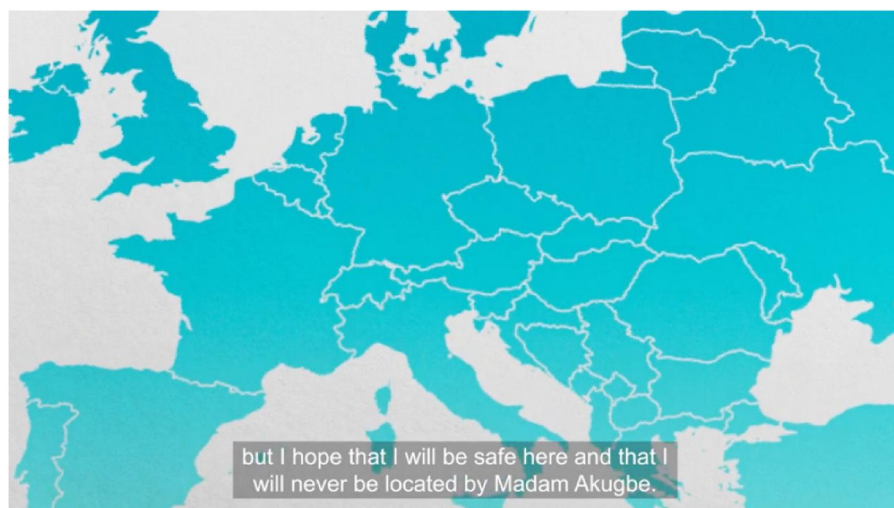 but I hope that I will be safe here and that I
will never be located by Madam Akugbe.